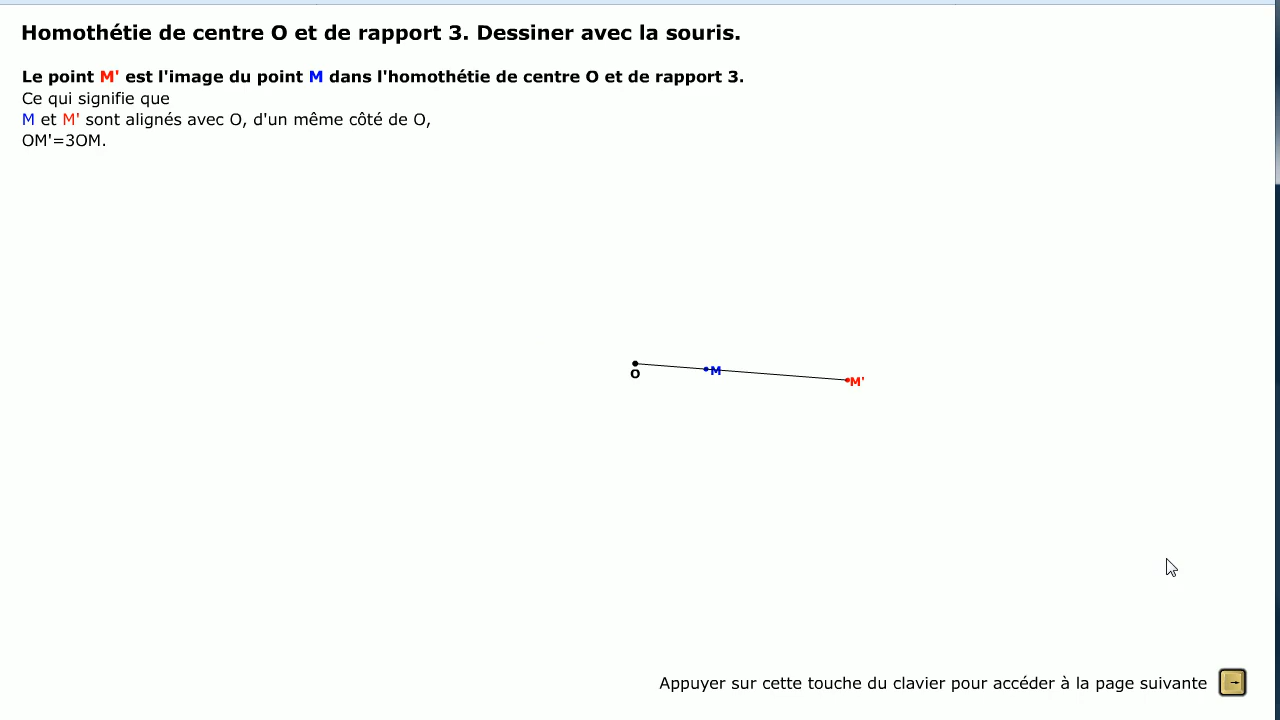 Homothétie de centre O et de rapport 3. Dessiner avec la souris.
Le point M' est l'image du point M dans l'homothétie de centre O et de rapport 3.
Ce qui signifie que
M et M' sont alignés avec O, d'un même côté de O,
OM'=3OM.
O
M
M'
Appuyer sur cette touche du clavier pour accéder à la page suivante →